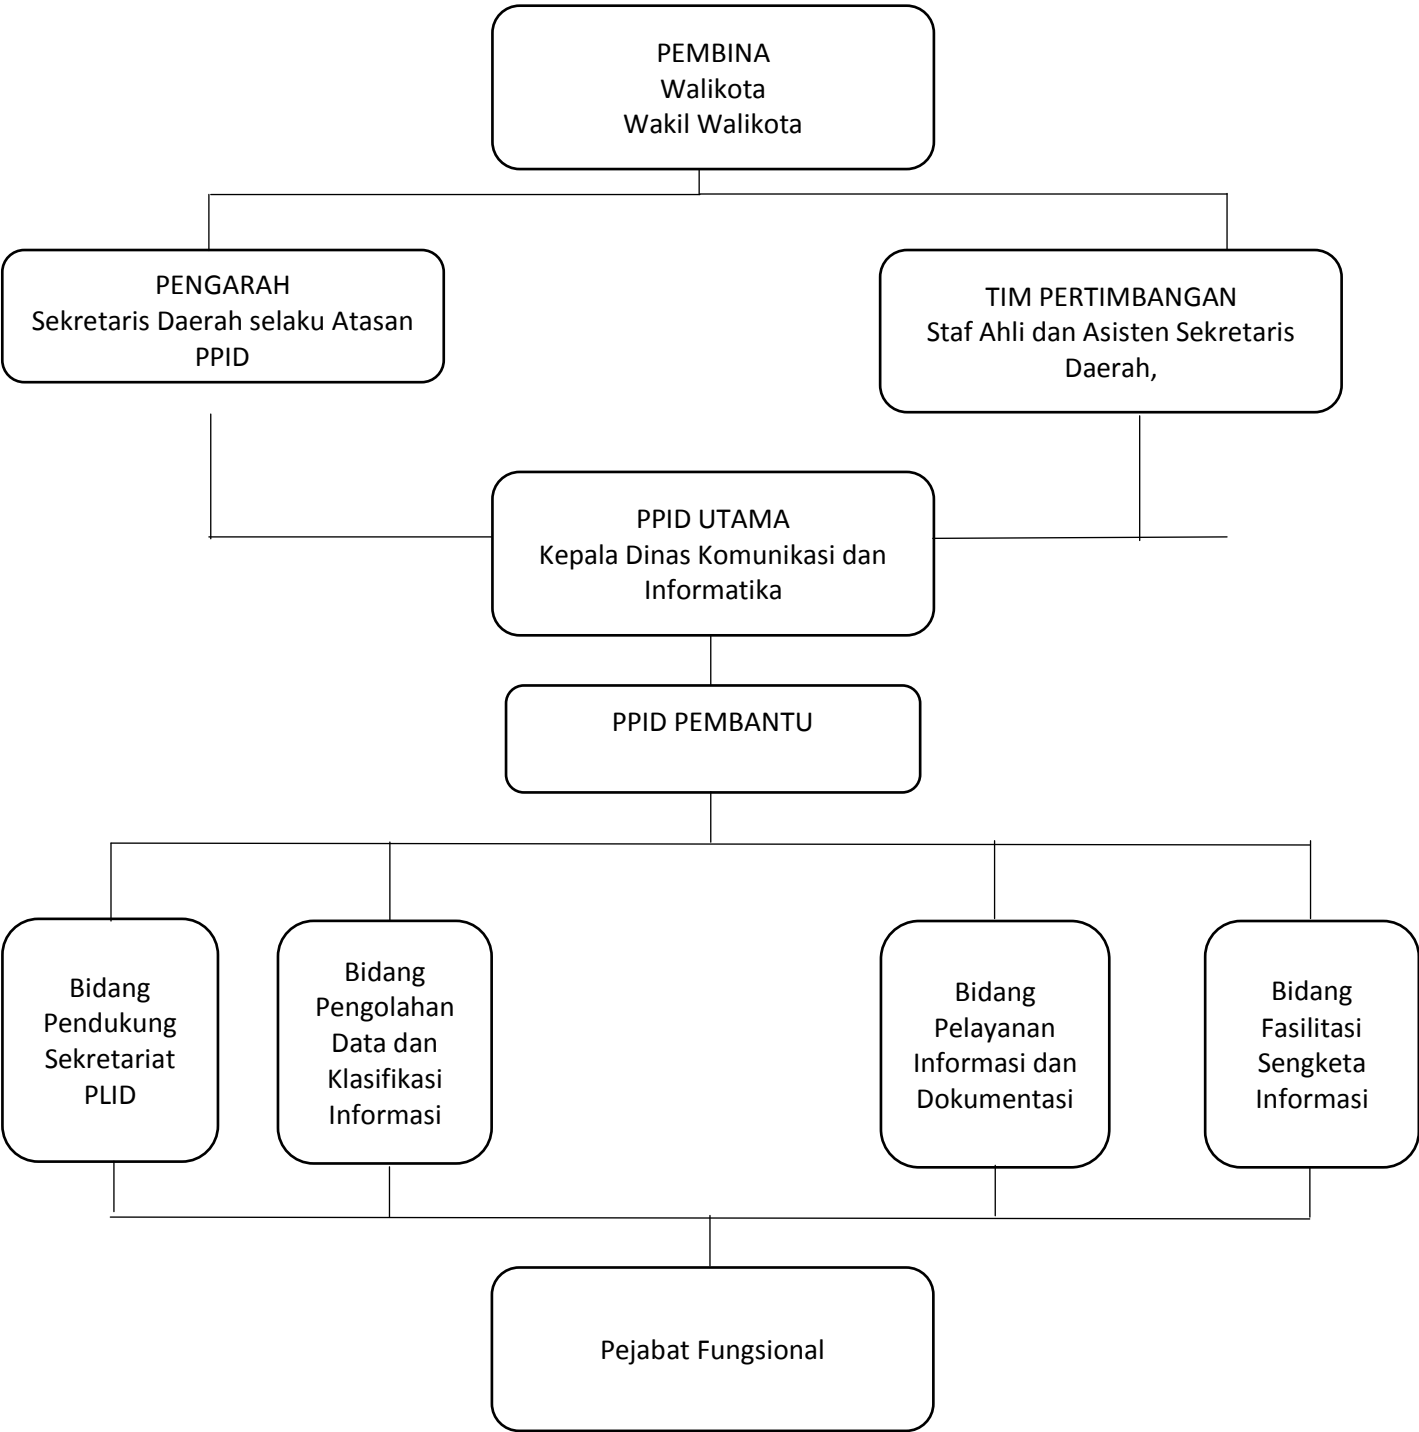 PEMBINA
Walikota
Wakil Walikota
PENGARAH
Sekretaris Daerah selaku Atasan
PPID
TIM PERTIMBANGAN
Staf Ahli dan Asisten Sekretaris
Daerah,
PPID UTAMA
Kepala Dinas Komunikasi dan
Informatika
PPID PEMBANTU
Bidang
Pendukung
Sekretariat
PLID
Bidang
Pengolahan
Data dan
Klasifikasi
Informasi
Bidang
Pelayanan
Informasi dan
Dokumentasi
Bidang
Fasilitasi
Sengketa
Informasi
Pejabat Fungsional